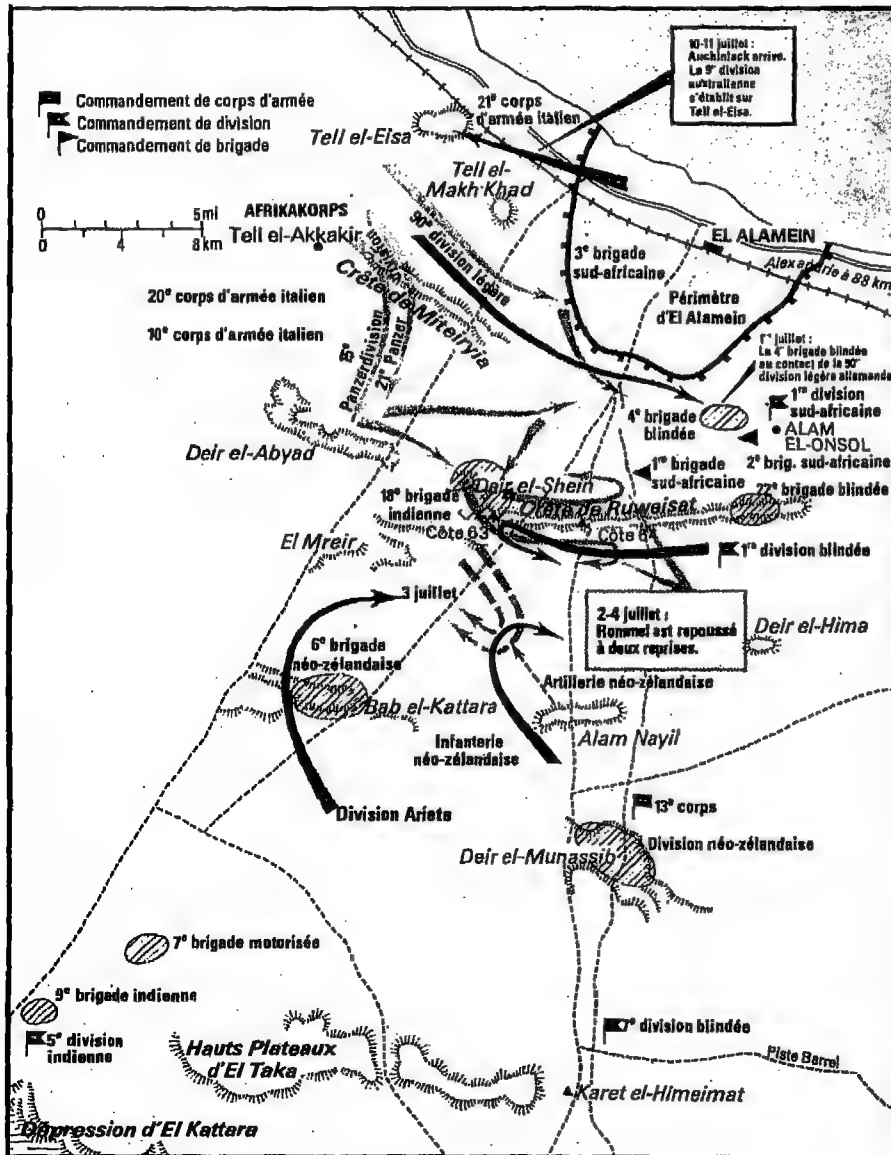 10-11 juillet :
Auchinleck arrive.
La 9e division
australienne
s'établit sur
Tell el-Eisa.
Commandement de corps d'armée
Commandement de division
Commandement de brigade
21e corps
d'armée italien
Tell el-Eisa
Tell el-
Makh Khad
0 5 ml
0 4 8 km
AFRIKAKORPS
Tell el-Akkakir
90e division légère
Crête de Miteiryia
3e brigade
sud-africaine
EL ALAMEIN
Alexandrie à 88 km
Périmètre
d'El Alamein
20e corps d'armée italien
10e corps d'armée italien
15e
Panzerdivision
21e Panzer
1er juillet :
La 4e brigade blindée
au contact de la 90e
division légère allemande
1re division
sud-africaine
4e brigade
blindée
ALAM
EL-ONSOL
Deir el-Abyad
1re brigade
sud-africaine
2e brig. sud-africaine
22e brigade blindée
Deir el-Shein
18e brigade
indienne
Crête de Ruweisat
Côte 63
Côte 64
El Mreir
1re division blindée
3 juillet
2-4 juillet :
Rommel est repoussé
à deux reprises.
Deir el-Hima
6e brigade
néo-zélandaise
Artillerie néo-zélandaise
Bab el-Kattara
Alam Nayil
Infanterie
néo-zélandaise
Division Ariete
13e corps
Division néo-zélandaise
Deir el-Munassib
7e brigade motorisée
9e brigade indienne
5e division
indienne
7e division blindée
Hauts Plateaux
d'El Taka
Piste Barrel
Karet el-Himeimat
Dépression d'El Kattara